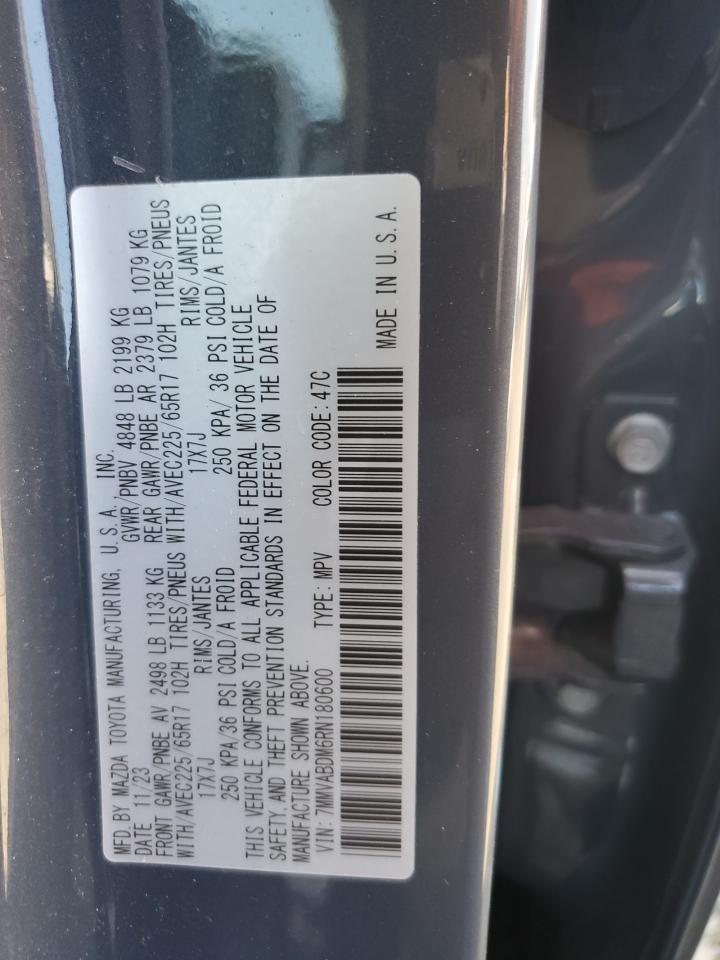 MFD. BY MAZDA TOYOTA MANUFACTURING, U.S.A., INC.
DATE 11/23 GVWR/PNBV 4848 LB 2199 KG
FRONT GAWR/PNBE AV 2498 LB 1133 KG REAR GAWR/PNBE AR 2379 LB 1079 KG
WITH/AVEC225/65R17 102H TIRES/PNEUS WITH/AVEC225/65R17 102H TIRES/PNEUS
17X7J RIMS/JANTES 17X7J RIMS/JANTES
250 KPA/36 PSI COLD/A FROID 250 KPA/ 36 PSI COLD/A FROID
THIS VEHICLE CONFORMS TO ALL APPLICABLE FEDERAL MOTOR VEHICLE
SAFETY, AND THEFT PREVENTION STANDARDS IN EFFECT ON THE DATE OF
MANUFACTURE SHOWN ABOVE.
VIN: 7MMVABDM6RN180600 TYPE: MPV COLOR CODE: 47C
MADE IN U.S.A.